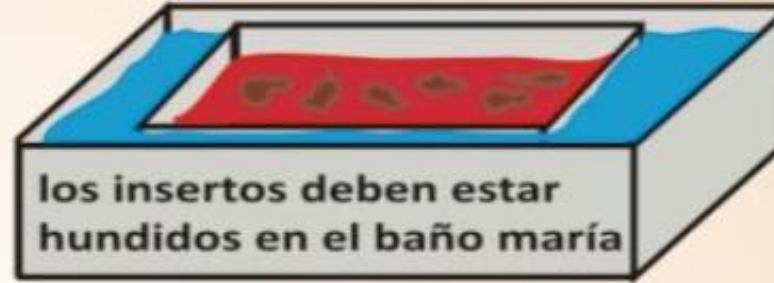 los insertos deben estar
hundidos en el baño maría